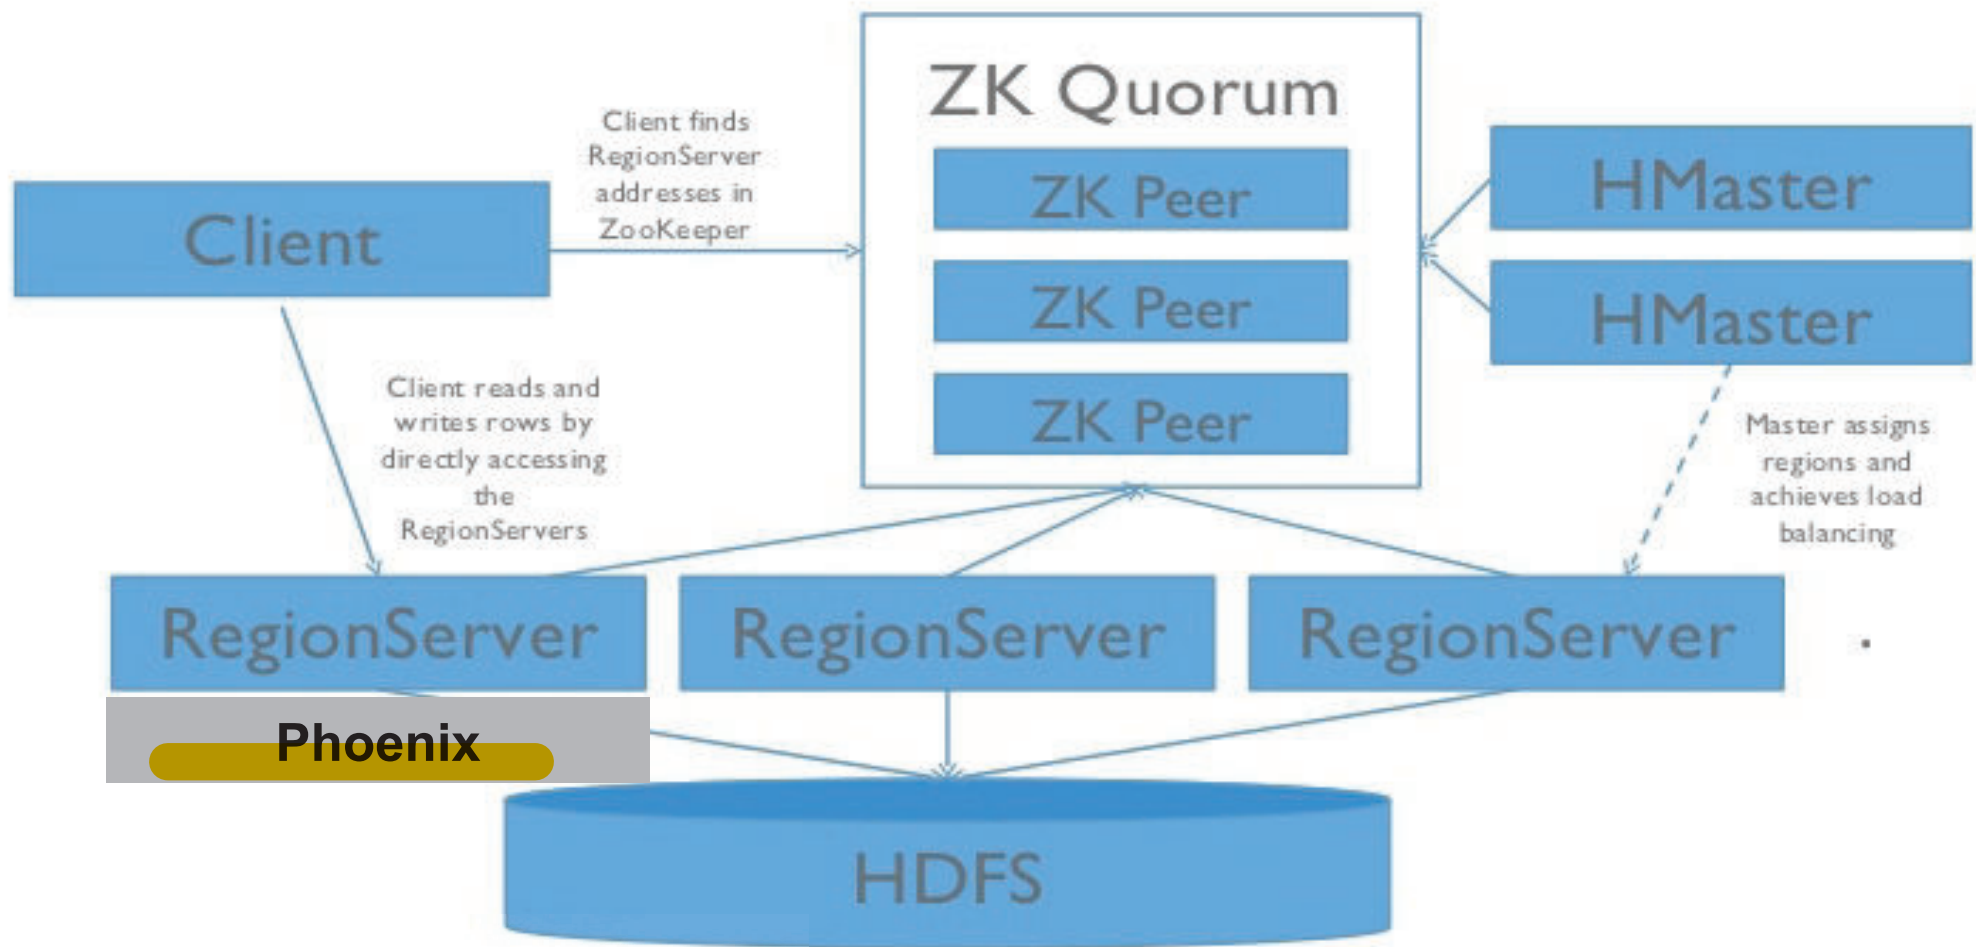 ZK Quorum
ZK Peer
ZK Peer
ZK Peer
Client finds
RegionServer
addresses in
ZooKeeper
Client
HMaster
HMaster
Client reads and
writes rows by
directly accessing
the
RegionServers
Master assigns
regions and
achieves load
balancing
RegionServer
RegionServer
RegionServer
.
Phoenix
HDFS